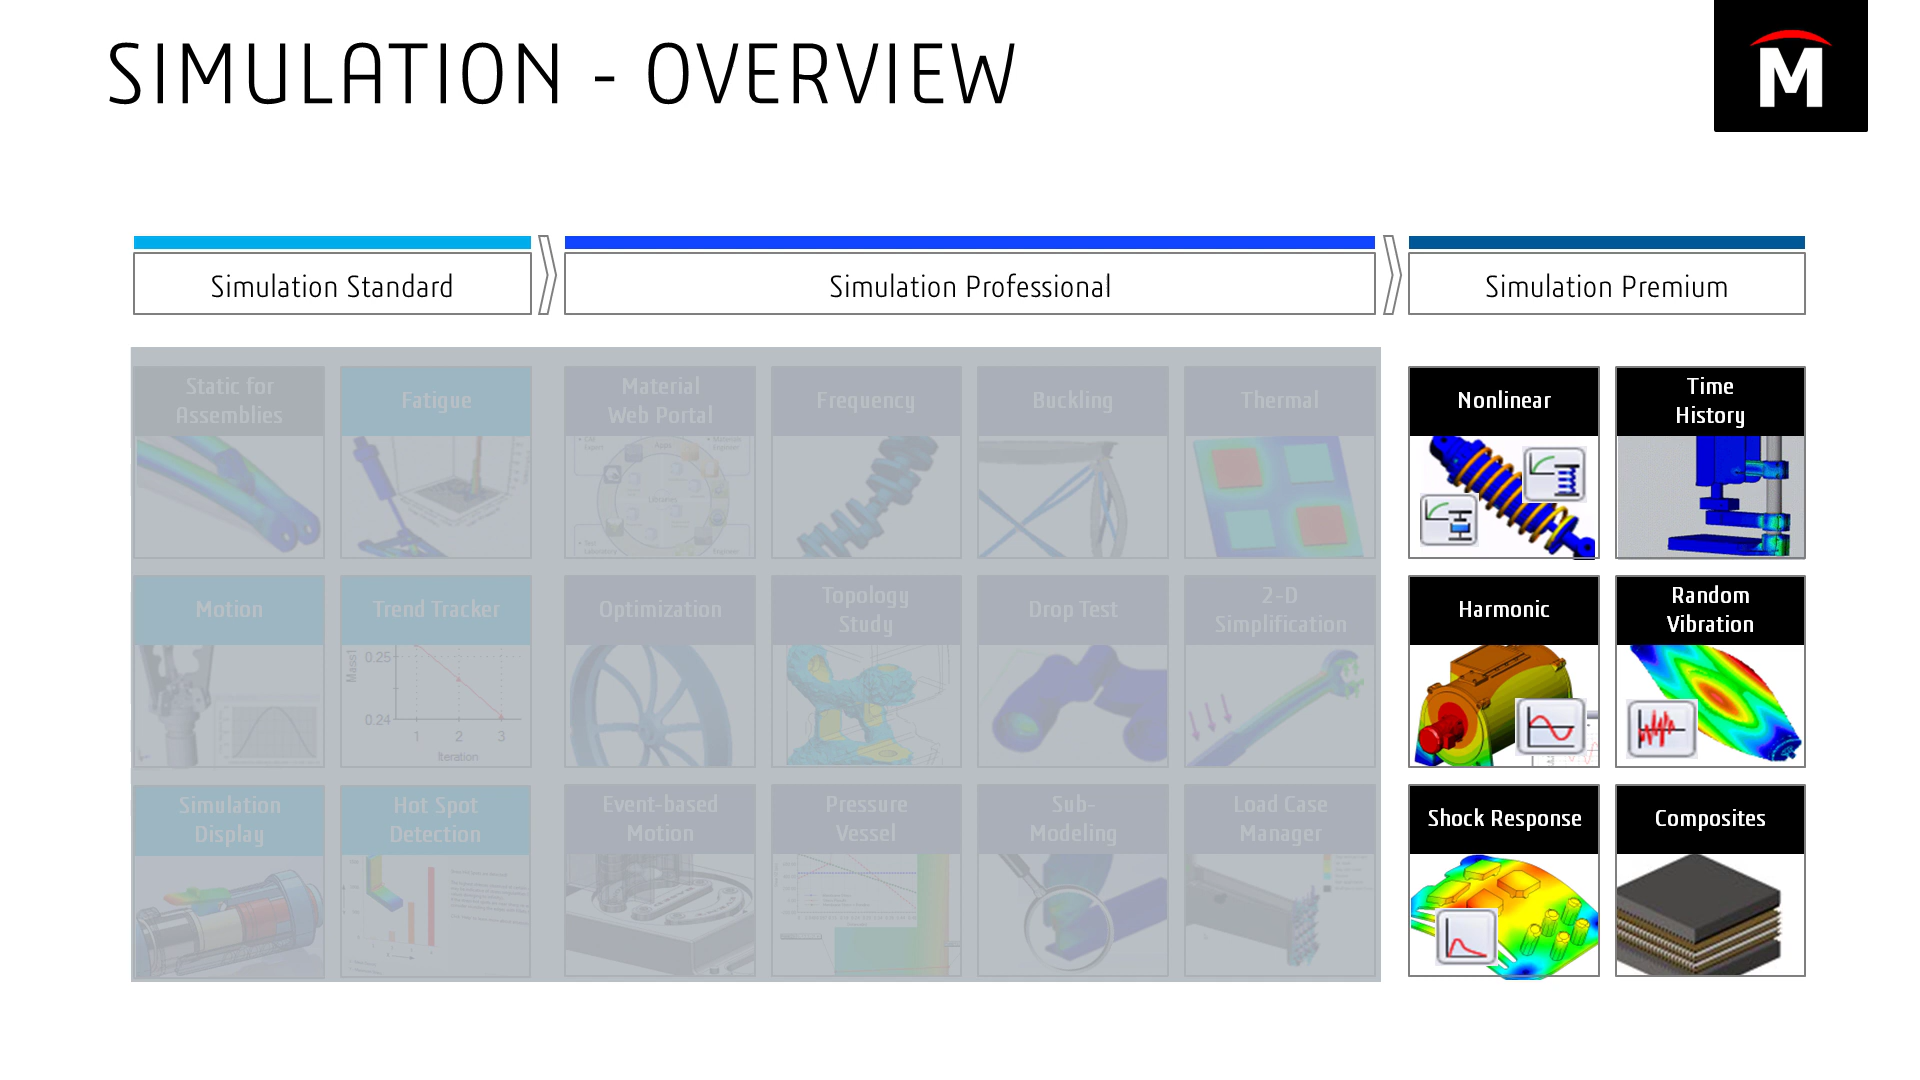 SIMULATION - OVERVIEW
M
Simulation Standard
Simulation Professional
Simulation Premium
Static for
Assemblies
Fatigue
Material
Web Portal
Frequency
Buckling
Thermal
Nonlinear
Time
History
Motion
Trend Tracker
Optimization
Topology
Study
Drop Test
2-D
Simplification
Harmonic
Random
Vibration
Mass1
0.25
0.24
1 2 3
Iteration
Simulation
Display
Hot Spot
Detection
Event-based
Motion
Pressure
Vessel
Sub-
Modeling
Load Case
Manager
Shock Response
Composites